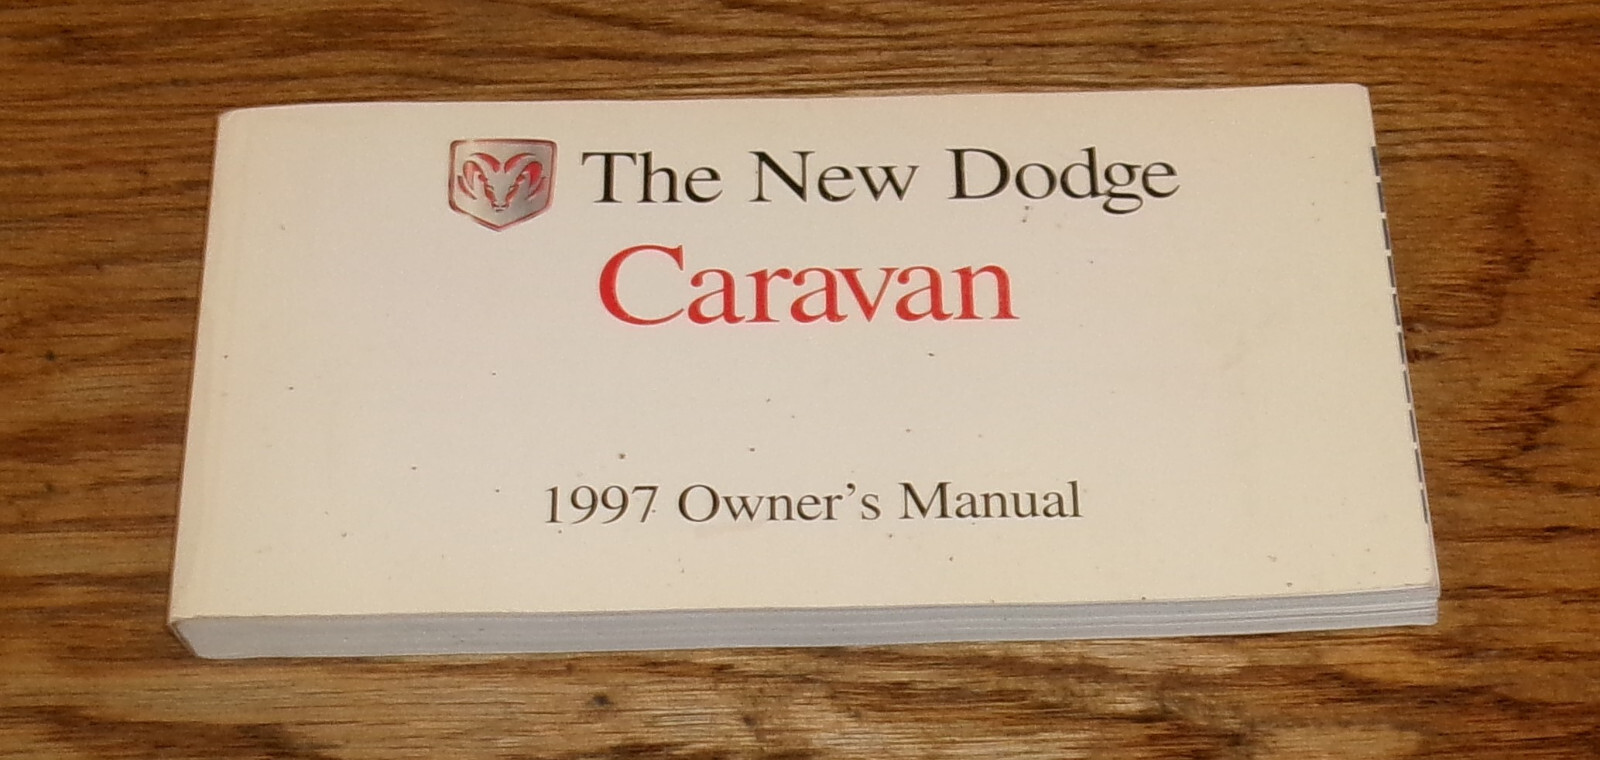 The New Dodge
Caravan
1997 Owner's Manual